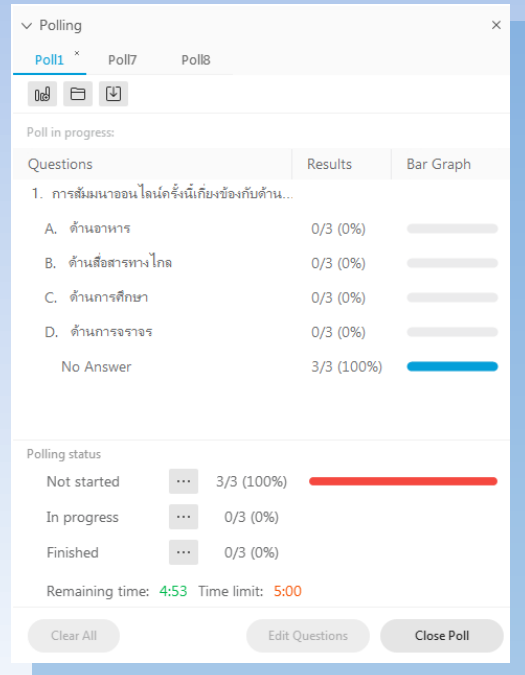 Polling ×
Poll1 × Poll7 Poll8
Poll in progress:
Questions Results Bar Graph
1. การสัมมนาออนไลน์ครั้งนี้เกี่ยงข้องกับด้าน...
A. ด้านอาหาร 0/3 (0%)
B. ด้านสื่อสารทางไกล 0/3 (0%)
C. ด้านการศึกษา 0/3 (0%)
D. ด้านการจราจร 0/3 (0%)
No Answer 3/3 (100%)
Polling status
Not started ... 3/3 (100%)
In progress ... 0/3 (0%)
Finished ... 0/3 (0%)
Remaining time: 4:53 Time limit: 5:00
Clear All Edit Questions Close Poll